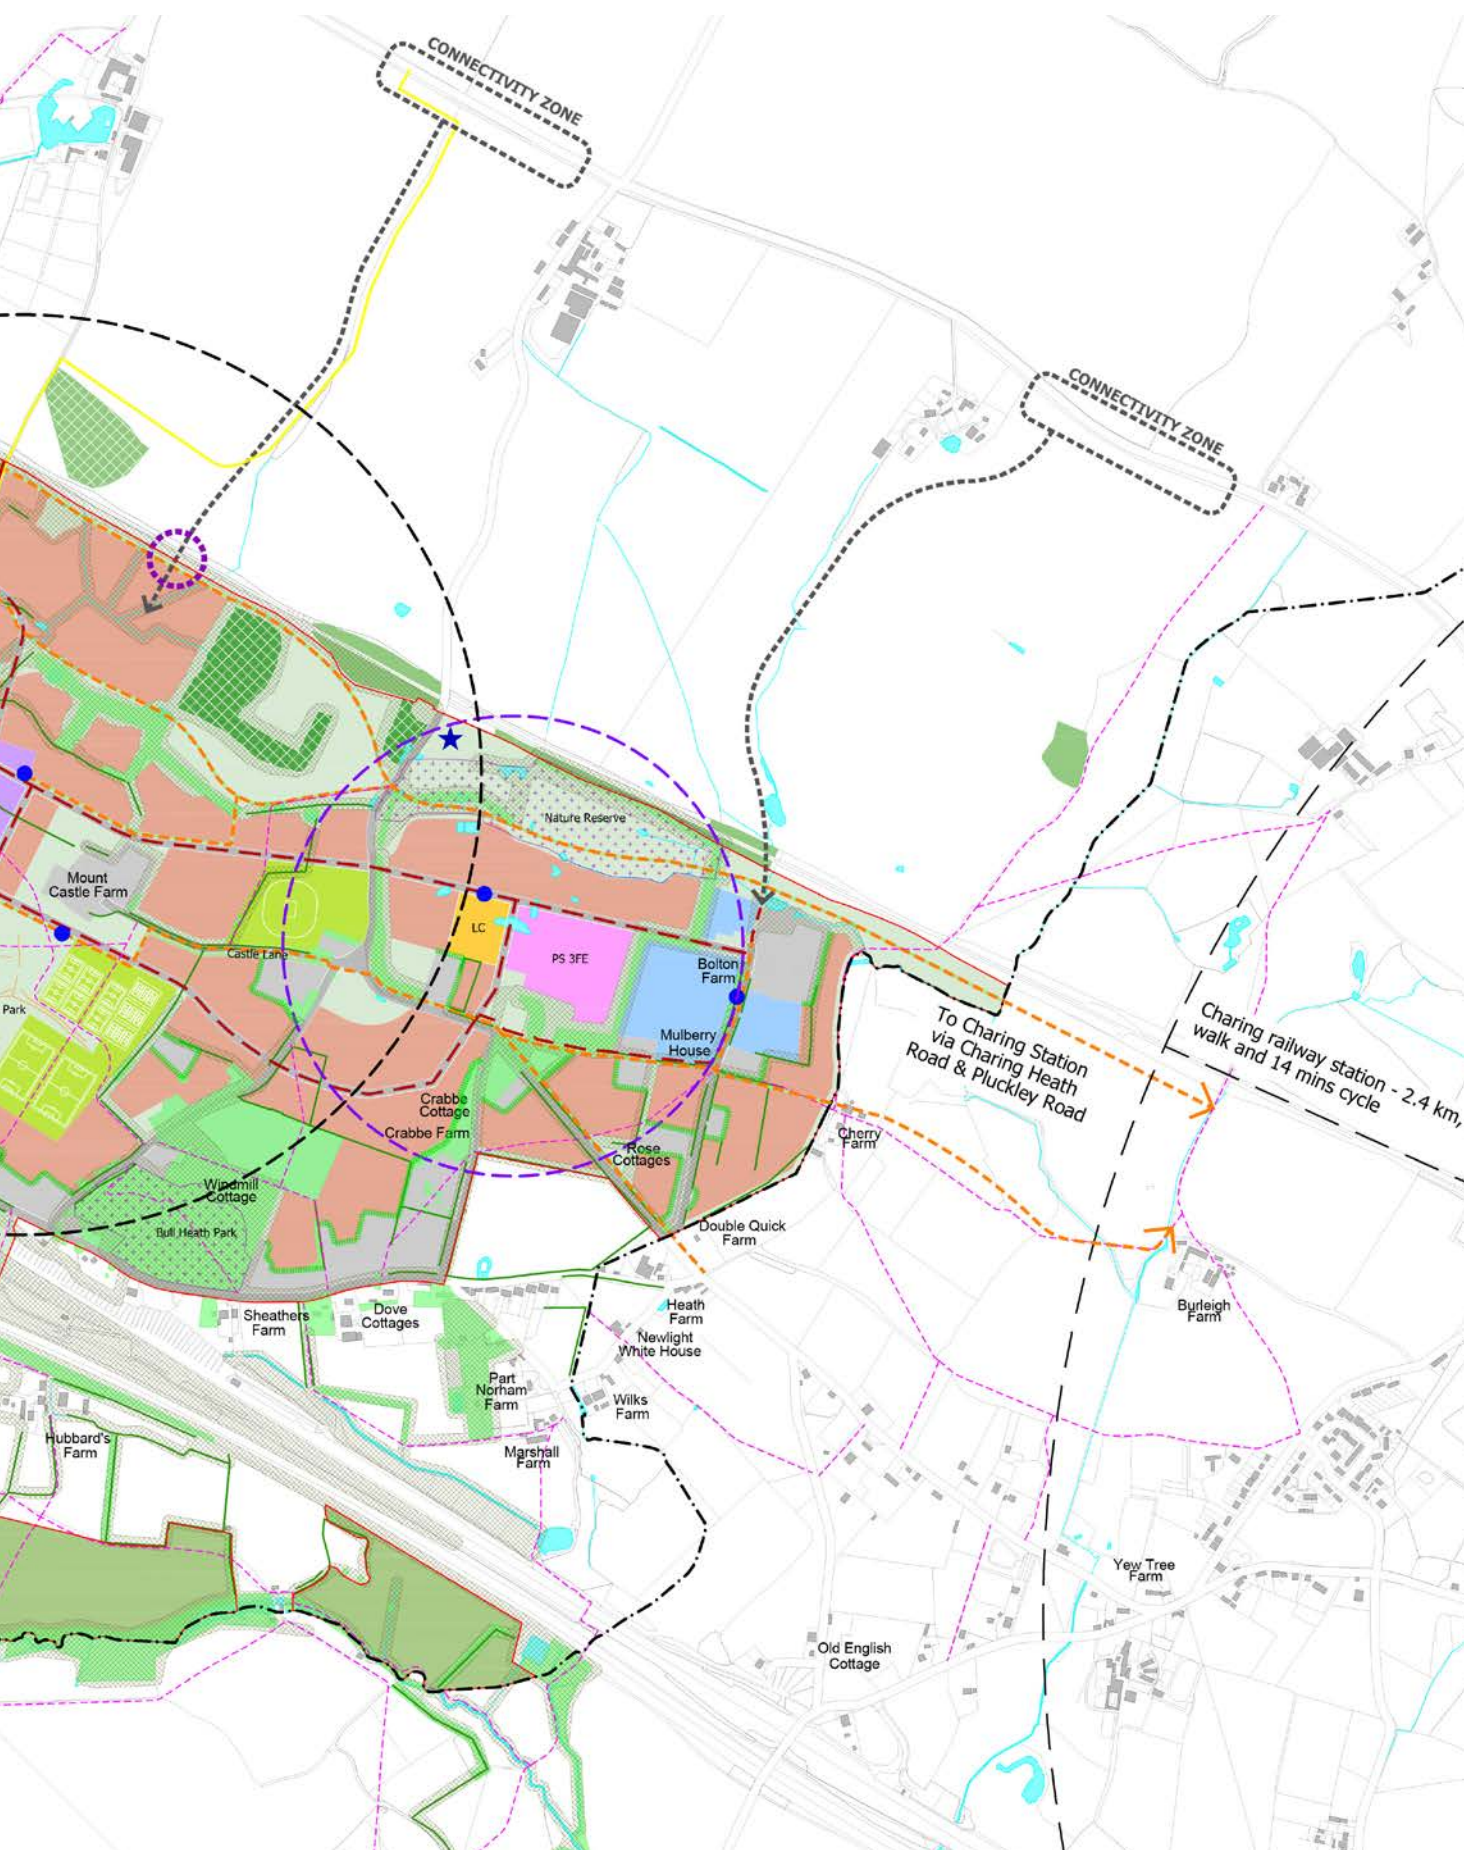 CONNECTIVITY ZONE
CONNECTIVITY ZONE
Nature Reserve
Mount
Castle Farm
LC
Castle Lane
PS 3FE
Bolton
Farm
Park
Mulberry
House
To Charing Station
via Charing Heath
Road & Pluckley Road
Charing railway station - 2.4 km,
walk and 14 mins cycle
Crabbe
Cottage
Crabbe Farm
Cherry
Farm
Rose
Cottages
Windmill
Cottage
Bull Heath Park
Double Quick
Farm
Sheathers
Farm
Dove
Cottages
Heath
Farm
Burleigh
Farm
Newlight
White House
Part
Norham
Farm
Wilks
Farm
Hubbard's
Farm
Marshall
Farm
Yew Tree
Farm
Old English
Cottage